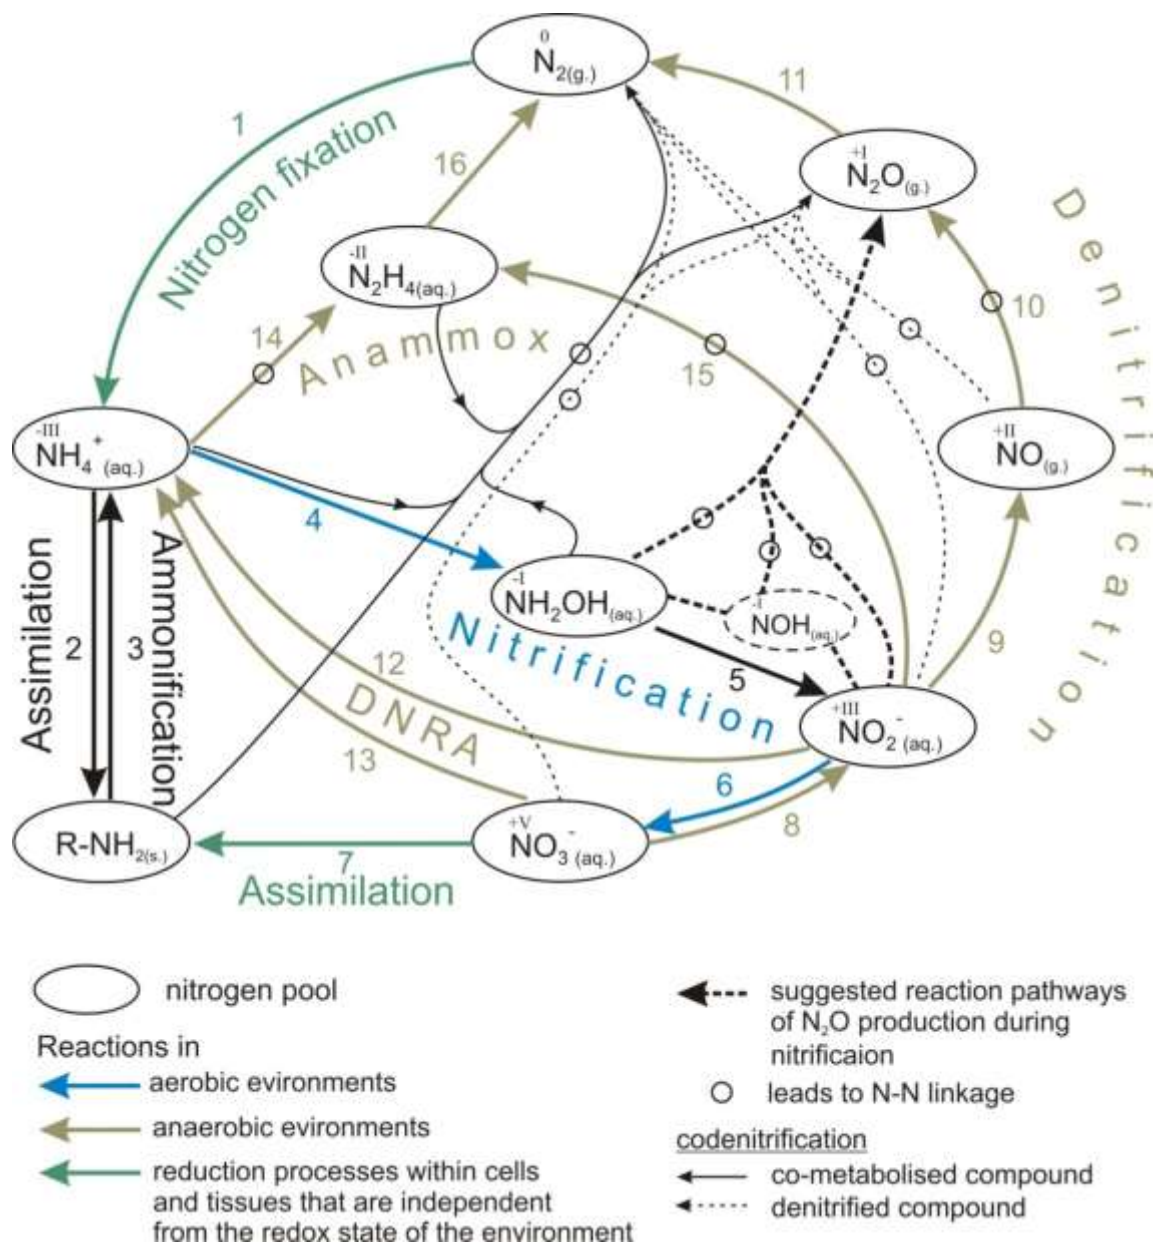 0
N2(g.)
1
Nitrogen fixation
16
11
+I
N2O(g.)
-II
N2H4(aq.)
14
Anammox
15
10
Denitrification
-III
NH4+(aq.)
+II
NO(g.)
4
Assimilation
2
3
Ammonification
-I
NH2OH(aq.)
-I
NOH(aq.)
Nitrification
5
9
12
DNRA
13
+III
NO2-(aq.)
6
8
R-NH2(s.)
7
Assimilation
+V
NO3-(aq.)
nitrogen pool
Reactions in
aerobic evironments
anaerobic evironments
reduction processes within cells
and tissues that are independent
from the redox state of the environment
suggested reaction pathways
of N2O production during
nitrificaion
leads to N-N linkage
codenitrification
co-metabolised compound
denitrified compound